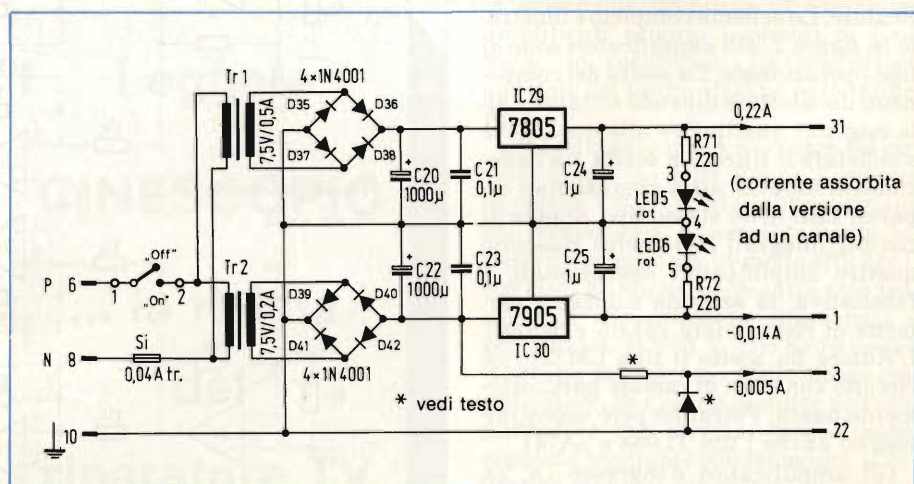 Tr 1
4×1N 4001
7,5V/0,5A
D35
D36
D37
D38
IC 29
7805
0,22A
31
C20
1000µ
C21
0,1µ
C24
1µ
R71
220
3
LED5
rot
4
LED6
rot
5
R72
220
(corrente assorbita
dalla versione
ad un canale)
P 6
1
„Off"
„On"
2
N 8
Si
0,04A tr.
Tr 2
7,5V/0,2A
D39
D40
D41
D42
4×1N 4001
C22
1000µ
C23
0,1µ
C25
1µ
7905
IC 30
1
-0,014A
*
3
-0,005A
*
* vedi testo
10
22